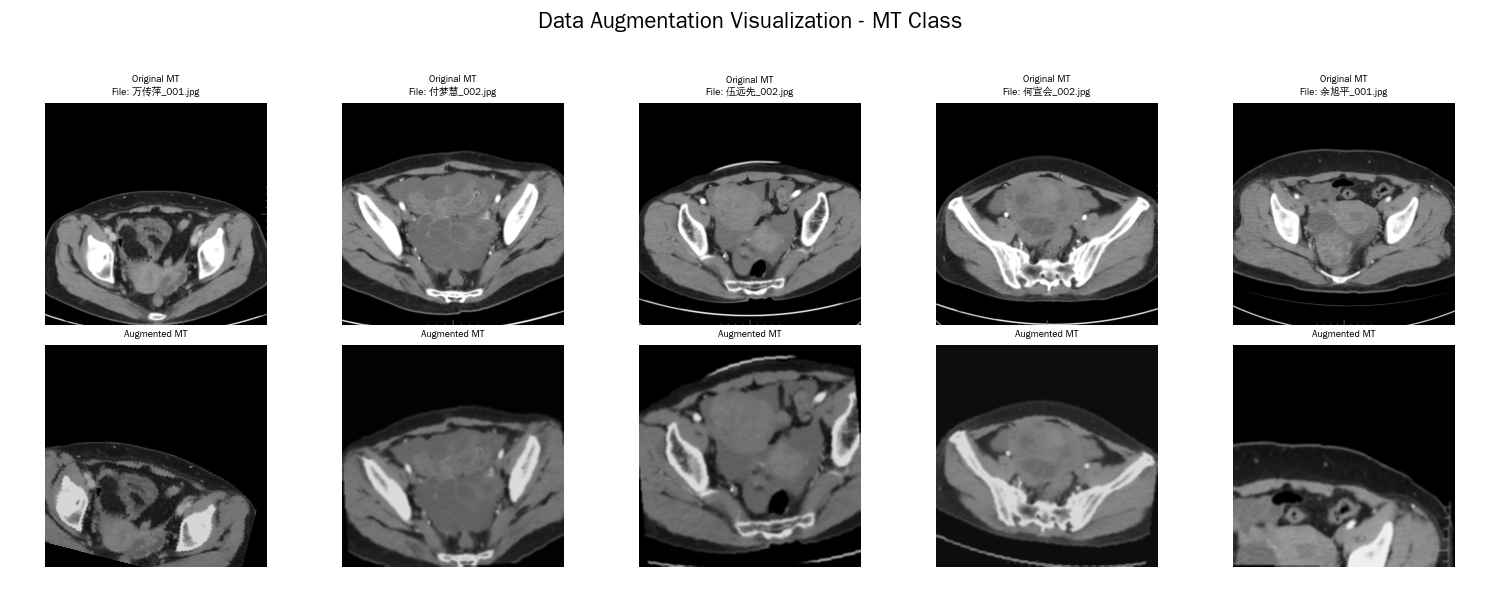 Data Augmentation Visualization - MT Class
Original MT
File: 万传萍_001.jpg
Original MT
File: 付梦慧_002.jpg
Original MT
File: 伍远先_002.jpg
Original MT
File: 何宣会_002.jpg
Original MT
File: 余旭平_001.jpg
Augmented MT
Augmented MT
Augmented MT
Augmented MT
Augmented MT